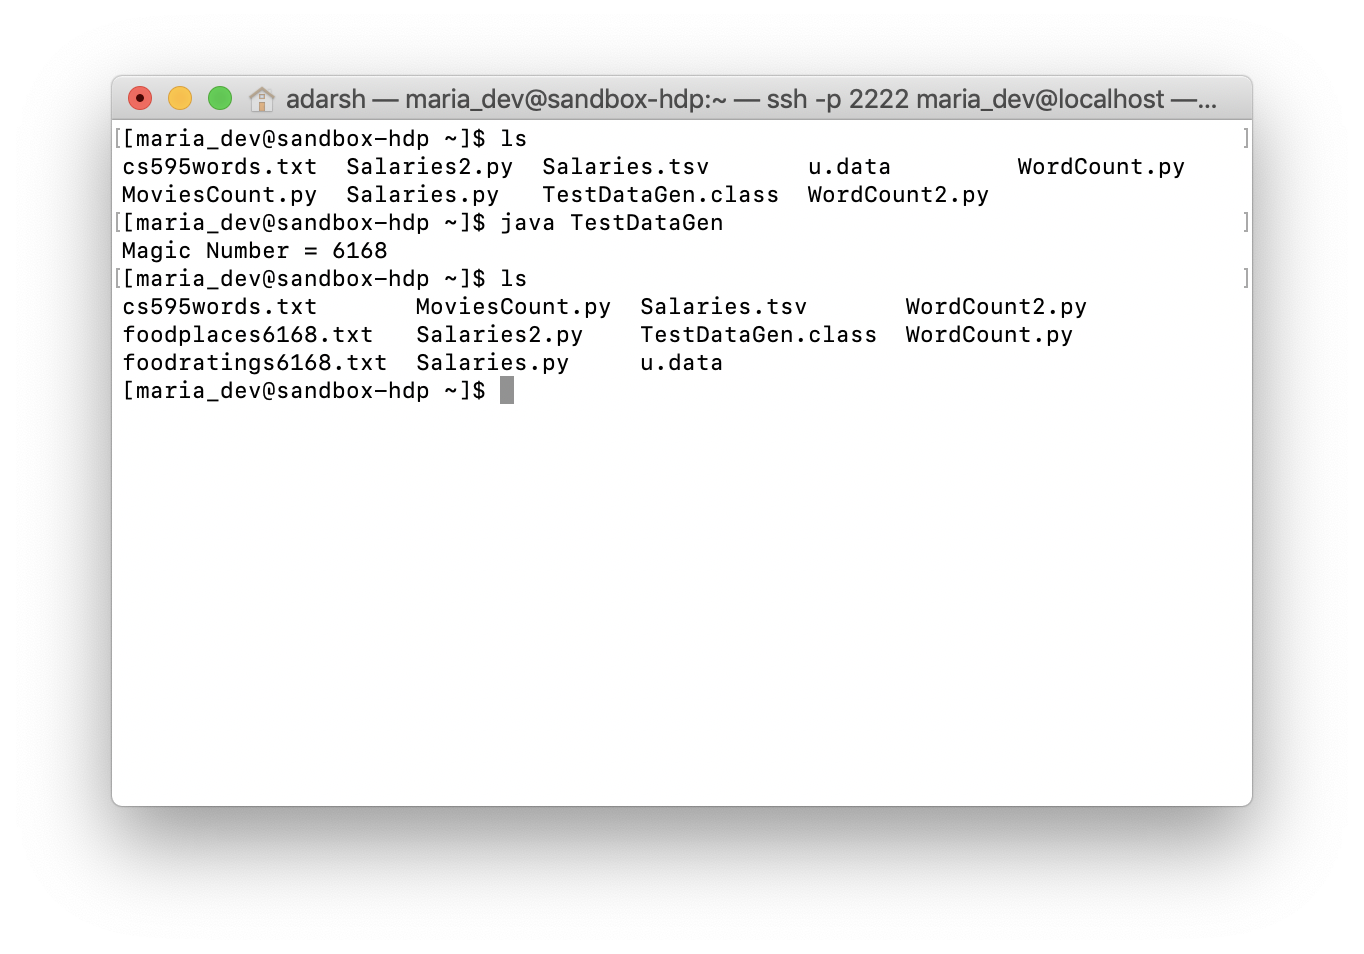 adarsh — maria_dev@sandbox-hdp:~ — ssh -p 2222 maria_dev@localhost —...
[[maria_dev@sandbox-hdp ~]$ ls ]
cs595words.txt  Salaries2.py  Salaries.tsv       u.data         WordCount.py
MoviesCount.py  Salaries.py   TestDataGen.class  WordCount2.py
[[maria_dev@sandbox-hdp ~]$ java TestDataGen ]
Magic Number = 6168
[[maria_dev@sandbox-hdp ~]$ ls ]
cs595words.txt       MoviesCount.py  Salaries.tsv       WordCount2.py
foodplaces6168.txt   Salaries2.py    TestDataGen.class  WordCount.py
foodratings6168.txt  Salaries.py     u.data
[maria_dev@sandbox-hdp ~]$